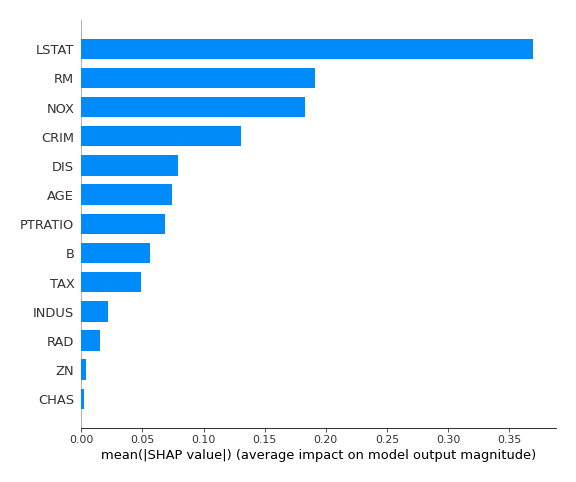 LSTAT
RM
NOX
CRIM
DIS
AGE
PTRATIO
B
TAX
INDUS
RAD
ZN
CHAS
0.00 0.05 0.10 0.15 0.20 0.25 0.30 0.35
mean(|SHAP value|) (average impact on model output magnitude)